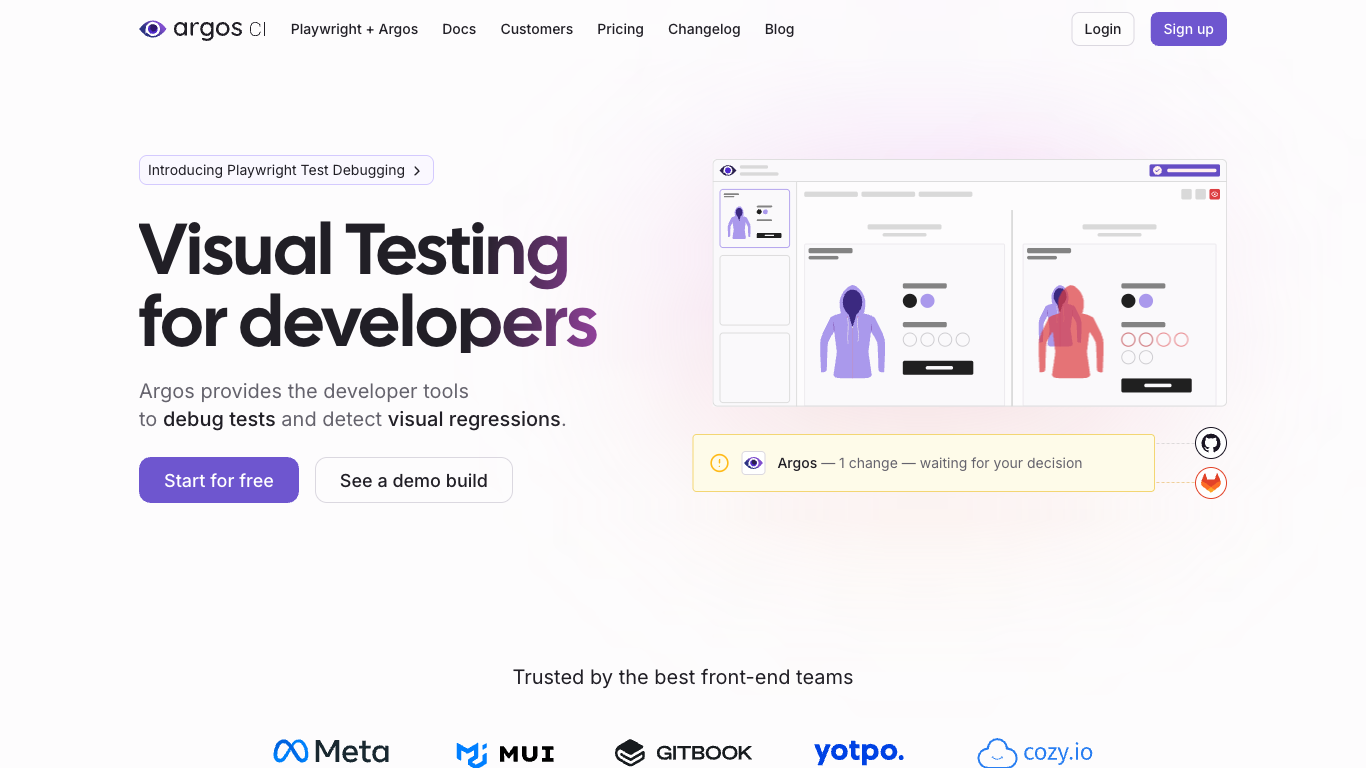 argos CI
Playwright + Argos
Docs
Customers
Pricing
Changelog
Blog
Login
Sign up
Introducing Playwright Test Debugging
Visual Testing
for developers
Argos provides the developer tools
to debug tests and detect visual regressions.
Start for free
See a demo build
Argos — 1 change — waiting for your decision
Trusted by the best front-end teams
Meta
MUI
GITBOOK
yotpo.
cozy.io